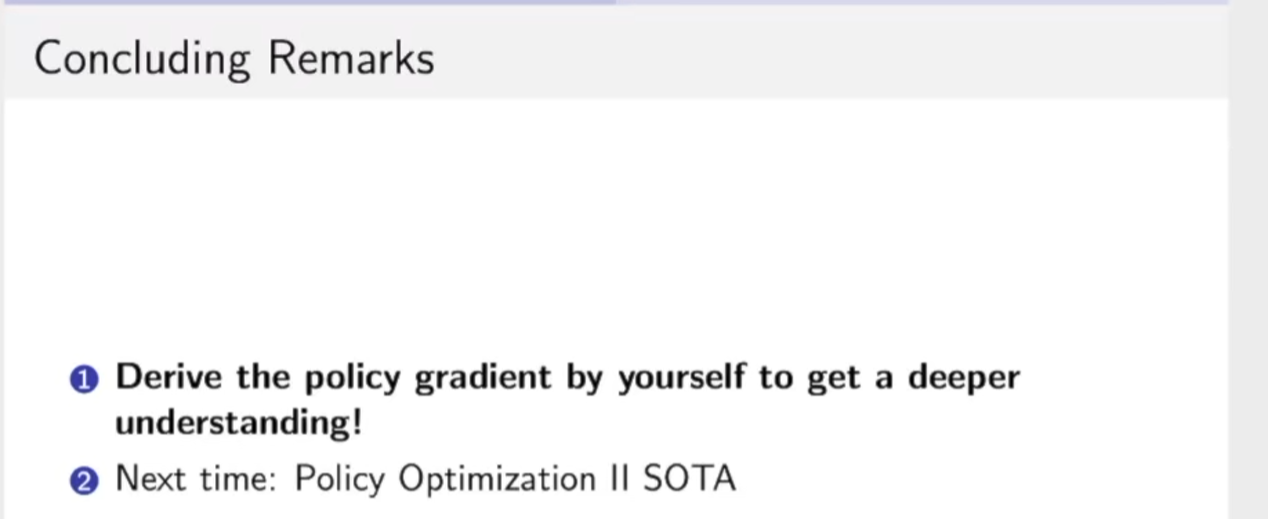 Concluding Remarks
1 Derive the policy gradient by yourself to get a deeper
understanding!
2 Next time: Policy Optimization II SOTA